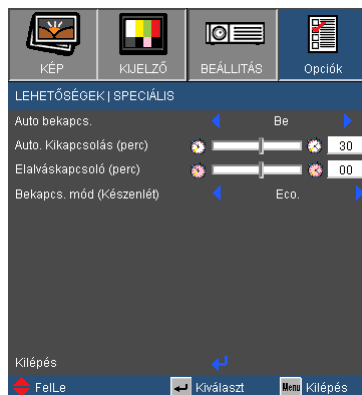 KÉP KIJELZŐ BEÁLLITÁS Opciók
LEHETŐSÉGEK | SPECIÁLIS
Auto bekapcs. Be
Auto. Kikapcsolás (perc) 30
Elalváskapcsoló (perc) 00
Bekapcs. mód (Készenlét) Eco.
Kilépés
FelLe Kiválaszt Menu Kilépés